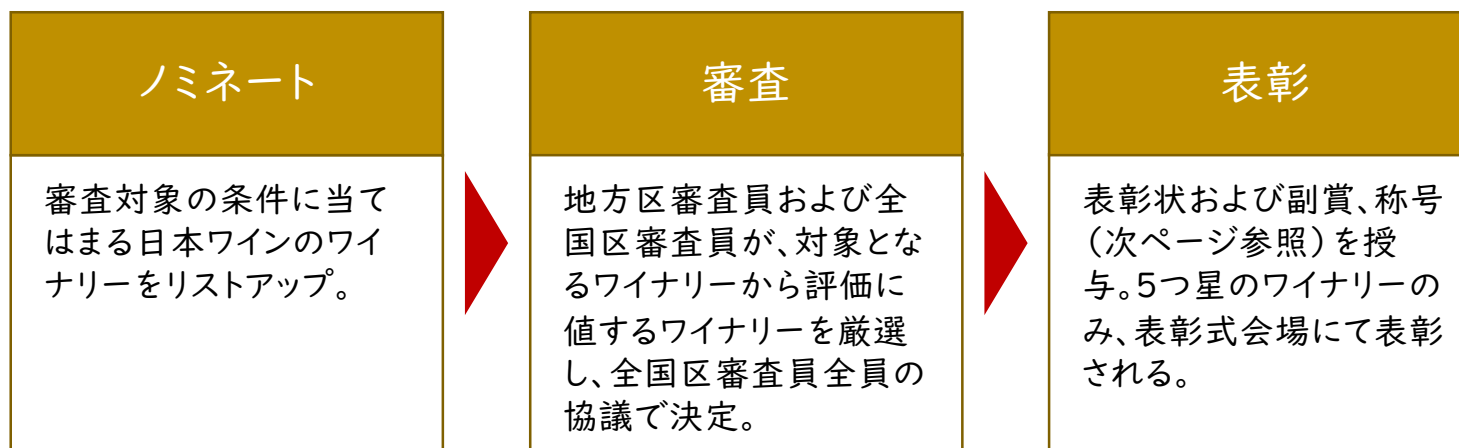 ノミネート
審査対象の条件に当て
はまる日本ワインのワイ
ナリーをリストアップ。
審査
地方区審査員および全
国区審査員が、対象とな
るワイナリーから評価に
値するワイナリーを厳選
し、全国区審査員全員の
協議で決定。
表彰
表彰状および副賞、称号
（次ページ参照）を授
与。5つ星のワイナリーの
み、表彰式会場にて表彰
される。